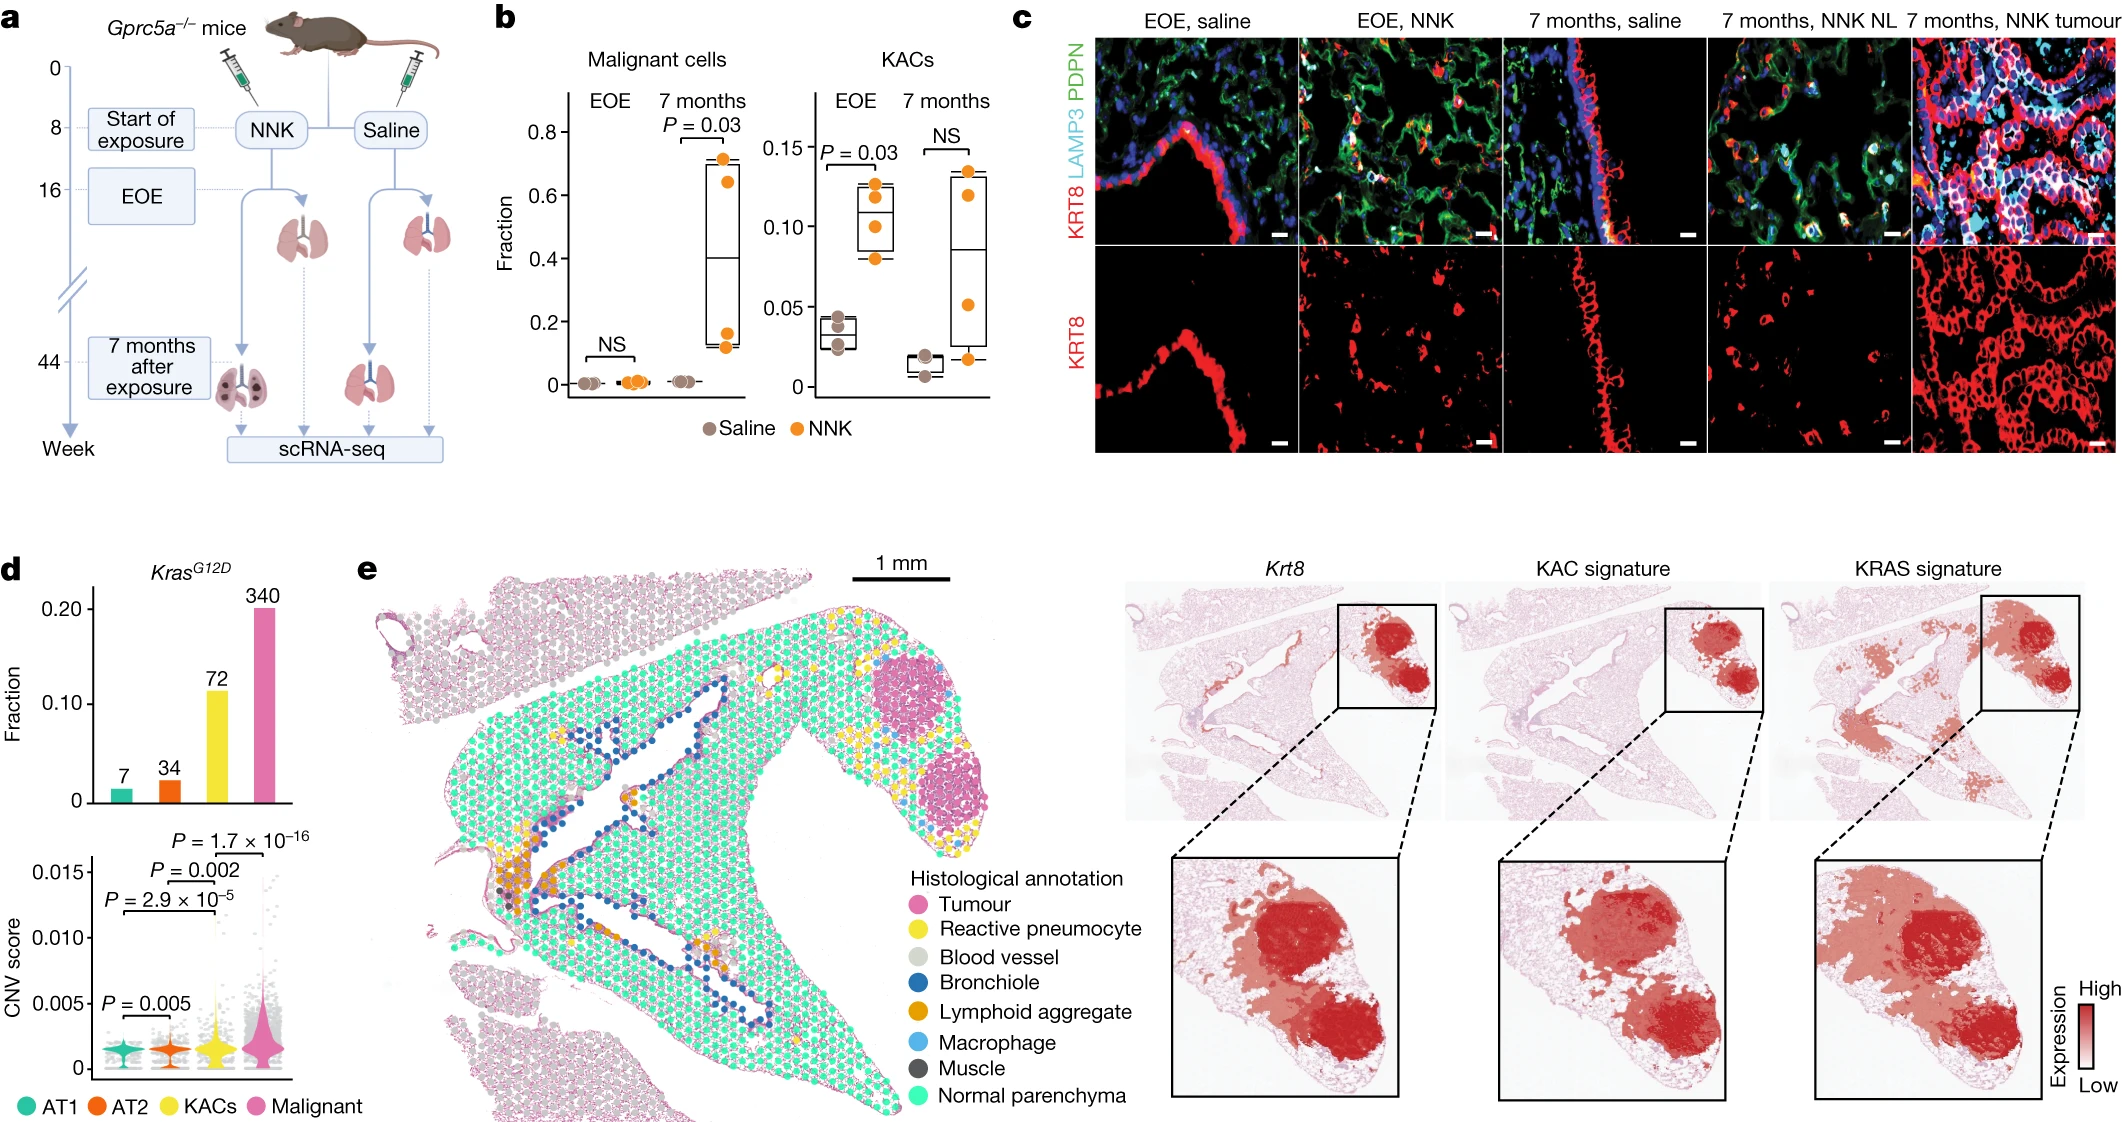 a
Gprc5a−/− mice
0
8
16
44
Week
Start of
exposure
EOE
7 months
after
exposure
NNK
Saline
scRNA-seq
b
Malignant cells
KACs
EOE
7 months
EOE
7 months
P = 0.03
NS
P = 0.03
NS
Fraction
0.8
0.6
0.4
0.2
0
0.15
0.10
0.05
0
Saline
NNK
c
EOE, saline
EOE, NNK
7 months, saline
7 months, NNK NL
7 months, NNK tumour
KRT8 LAMP3 PDPN
KRT8
d
KrasG12D
Fraction
0.20
0.10
0
7
34
72
340
CNV score
0.015
0.010
0.005
0
P = 1.7 × 10−16
P = 0.002
P = 2.9 × 10−5
P = 0.005
AT1
AT2
KACs
Malignant
e
1 mm
Histological annotation
Tumour
Reactive pneumocyte
Blood vessel
Bronchiole
Lymphoid aggregate
Macrophage
Muscle
Normal parenchyma
Krt8
KAC signature
KRAS signature
Expression
High
Low